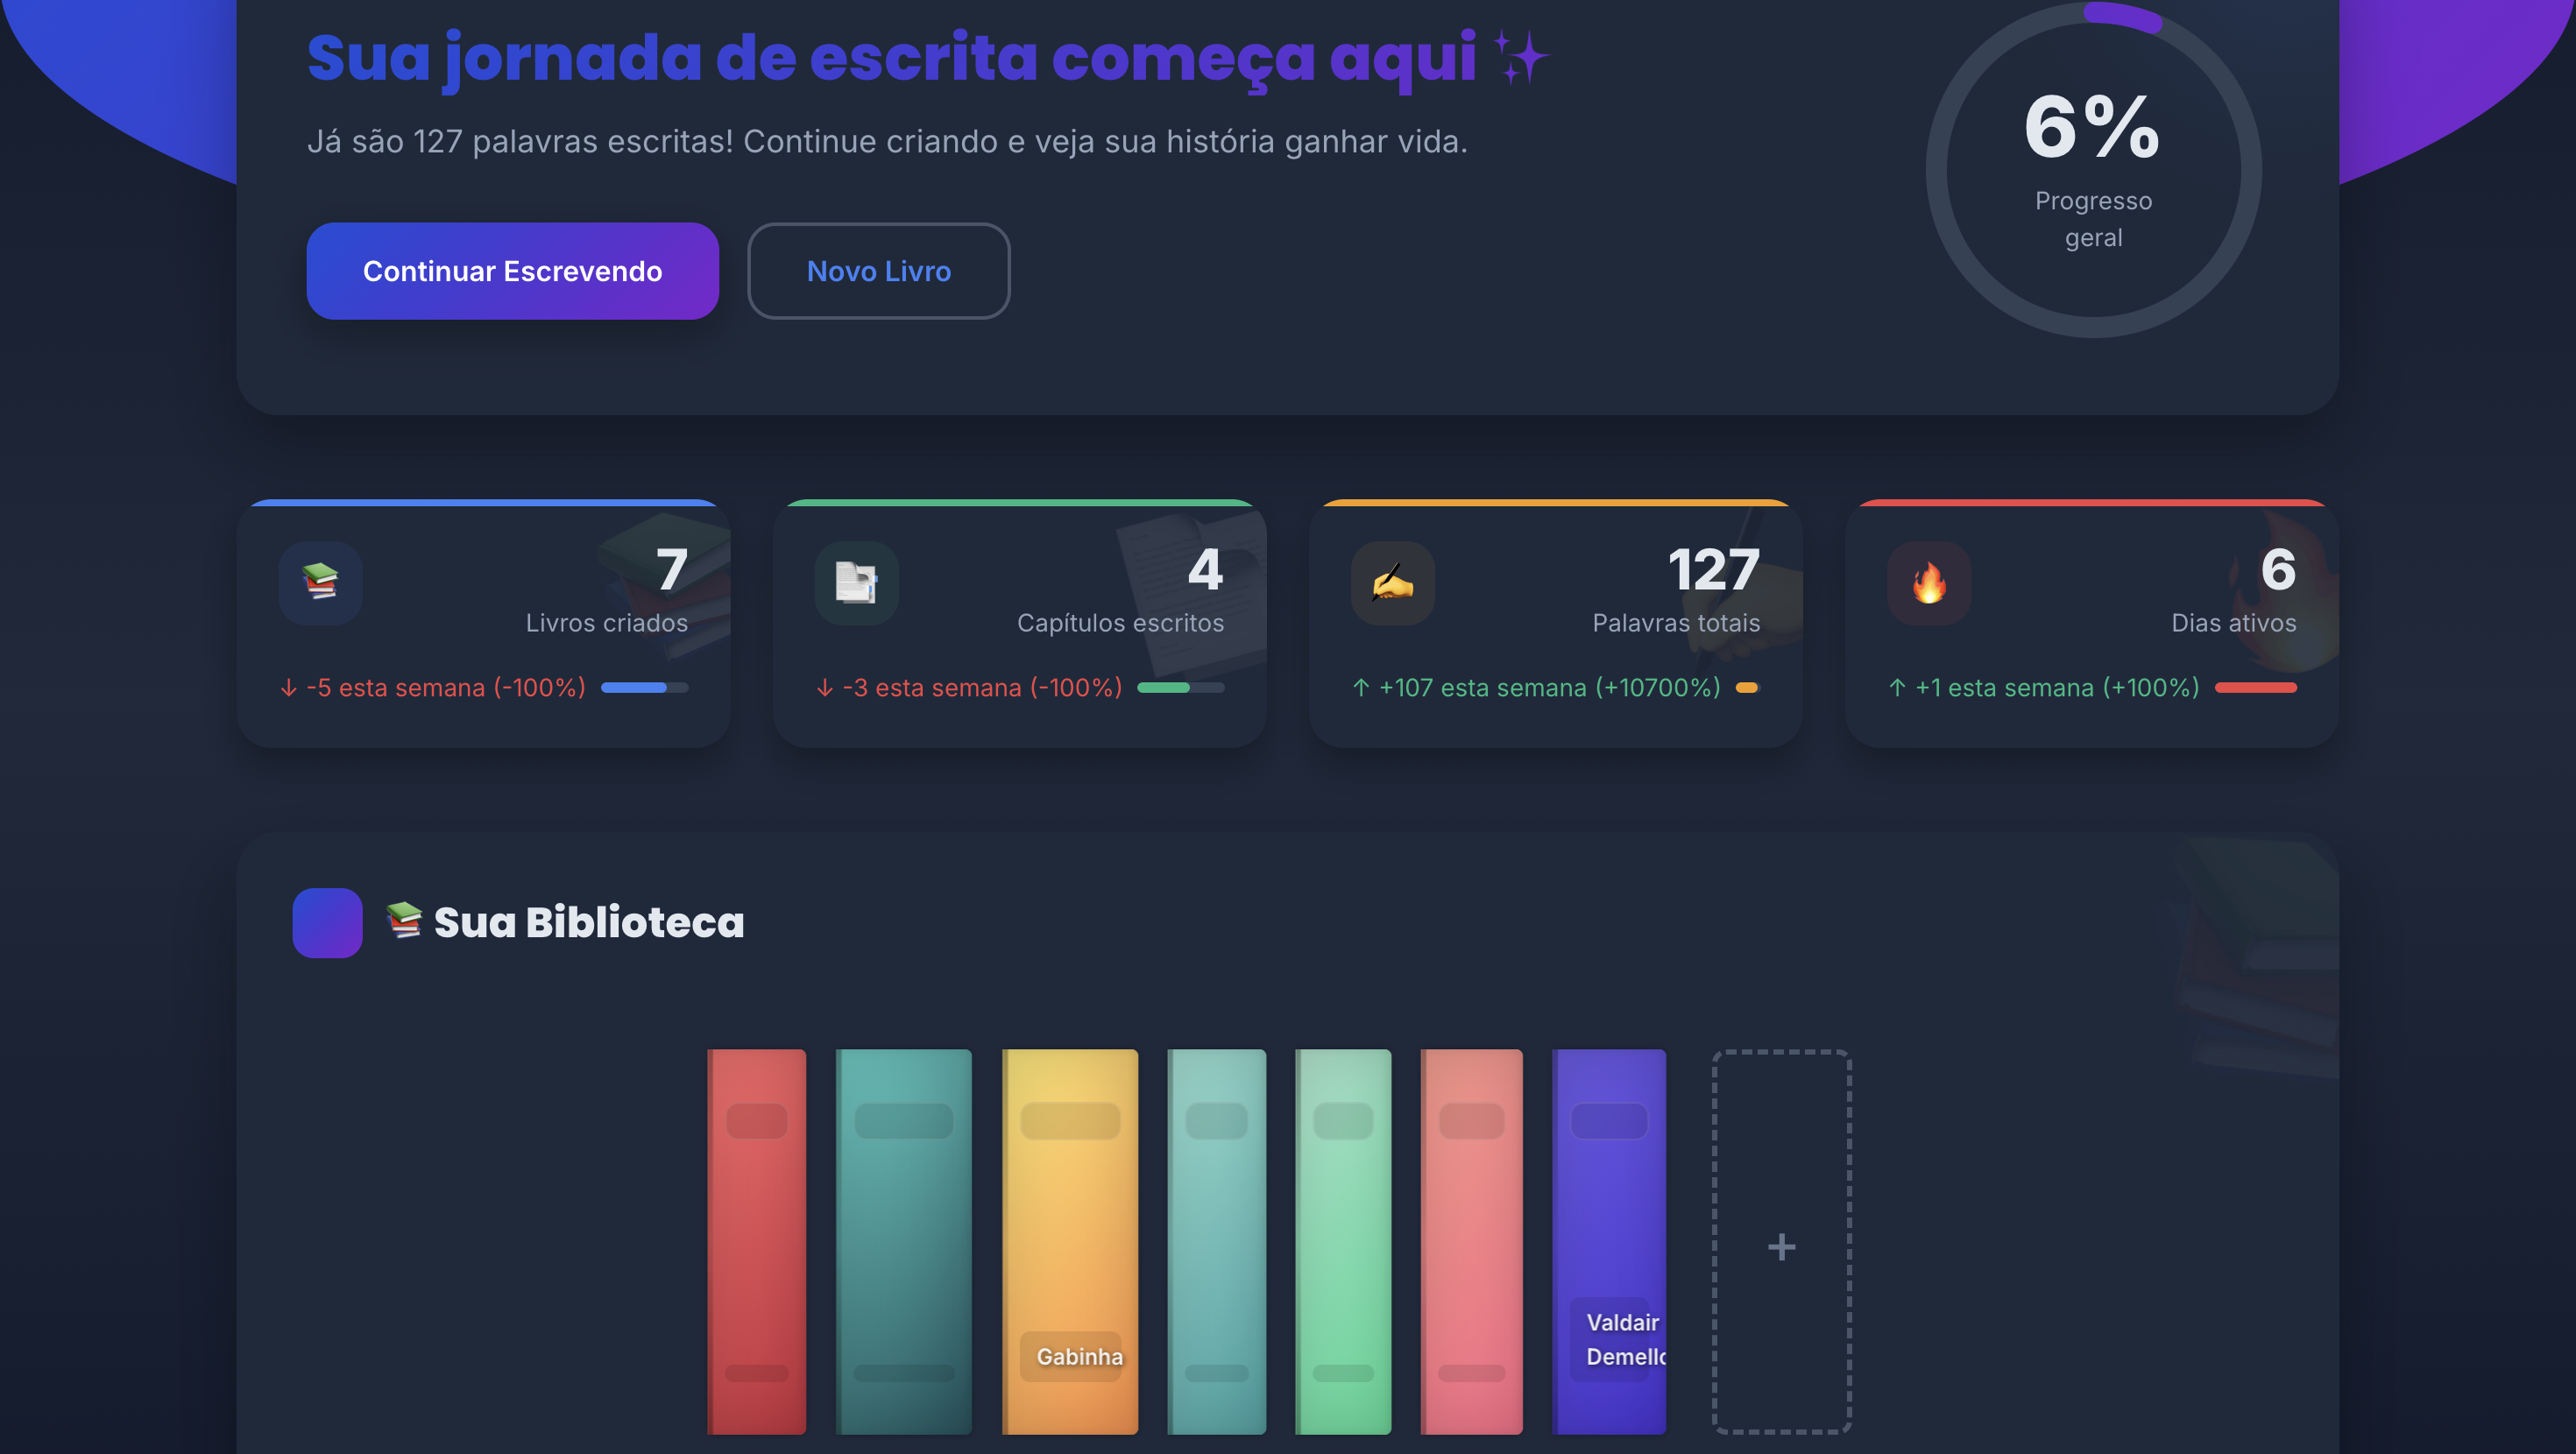 Sua jornada de escrita começa aqui ✨
Já são 127 palavras escritas! Continue criando e veja sua história ganhar vida.
Continuar Escrevendo
Novo Livro
6%
Progresso
geral
7
Livros criados
↓ -5 esta semana (-100%)
4
Capítulos escritos
↓ -3 esta semana (-100%)
127
Palavras totais
↑ +107 esta semana (+10700%)
6
Dias ativos
↑ +1 esta semana (+100%)
📚 Sua Biblioteca
Gabinha
Valdair
Demello
+